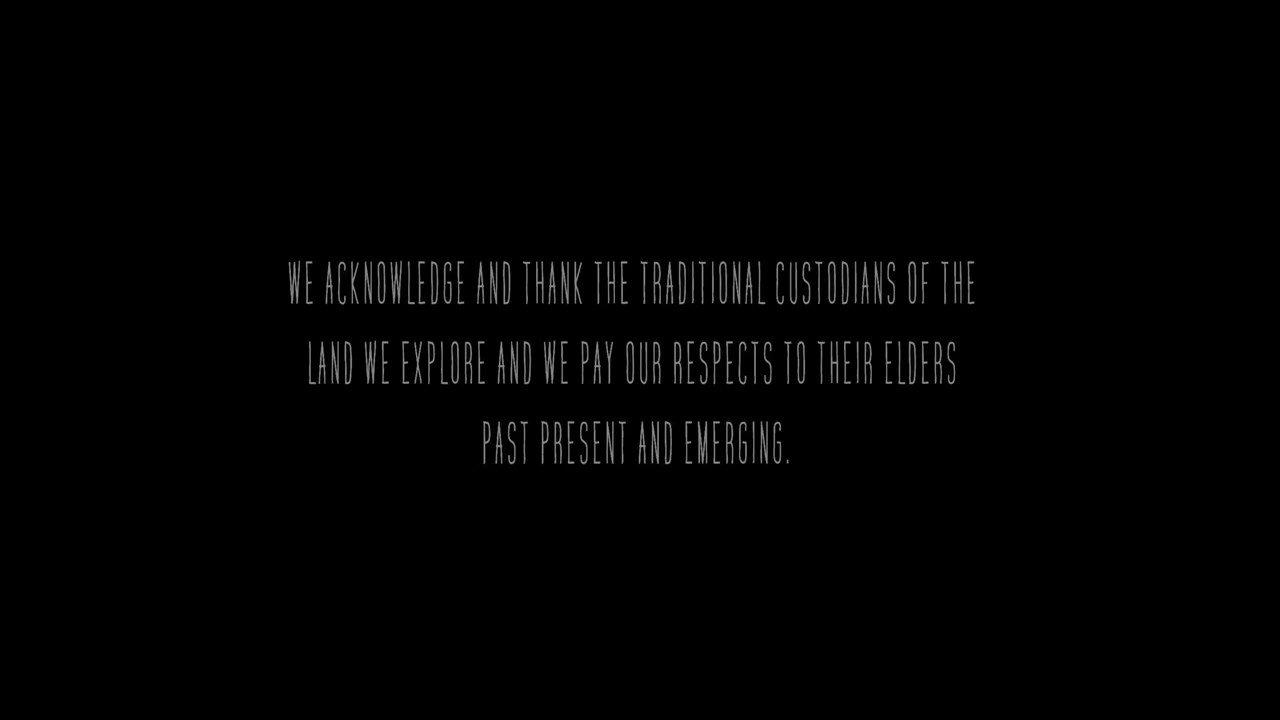 WE ACKNOWLEDGE AND THANK THE TRADITIONAL CUSTODIANS OF THE
LAND WE EXPLORE AND WE PAY OUR RESPECTS TO THEIR ELDERS
PAST PRESENT AND EMERGING.